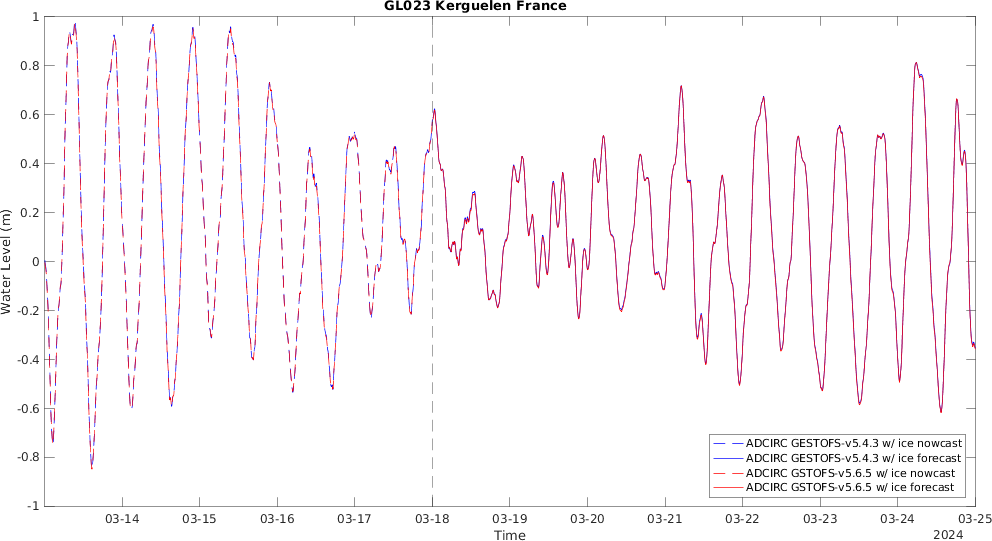 GL023 Kerguelen France
1
0.8
0.6
0.4
0.2
0
-0.2
-0.4
-0.6
-0.8
-1
Water Level (m)
ADCIRC GESTOFS-v5.4.3 w/ ice nowcast
ADCIRC GESTOFS-v5.4.3 w/ ice forecast
ADCIRC GSTOFS-v5.6.5 w/ ice nowcast
ADCIRC GSTOFS-v5.6.5 w/ ice forecast
03-14 03-15 03-16 03-17 03-18 03-19 03-20 03-21 03-22 03-23 03-24 03-25
Time 2024